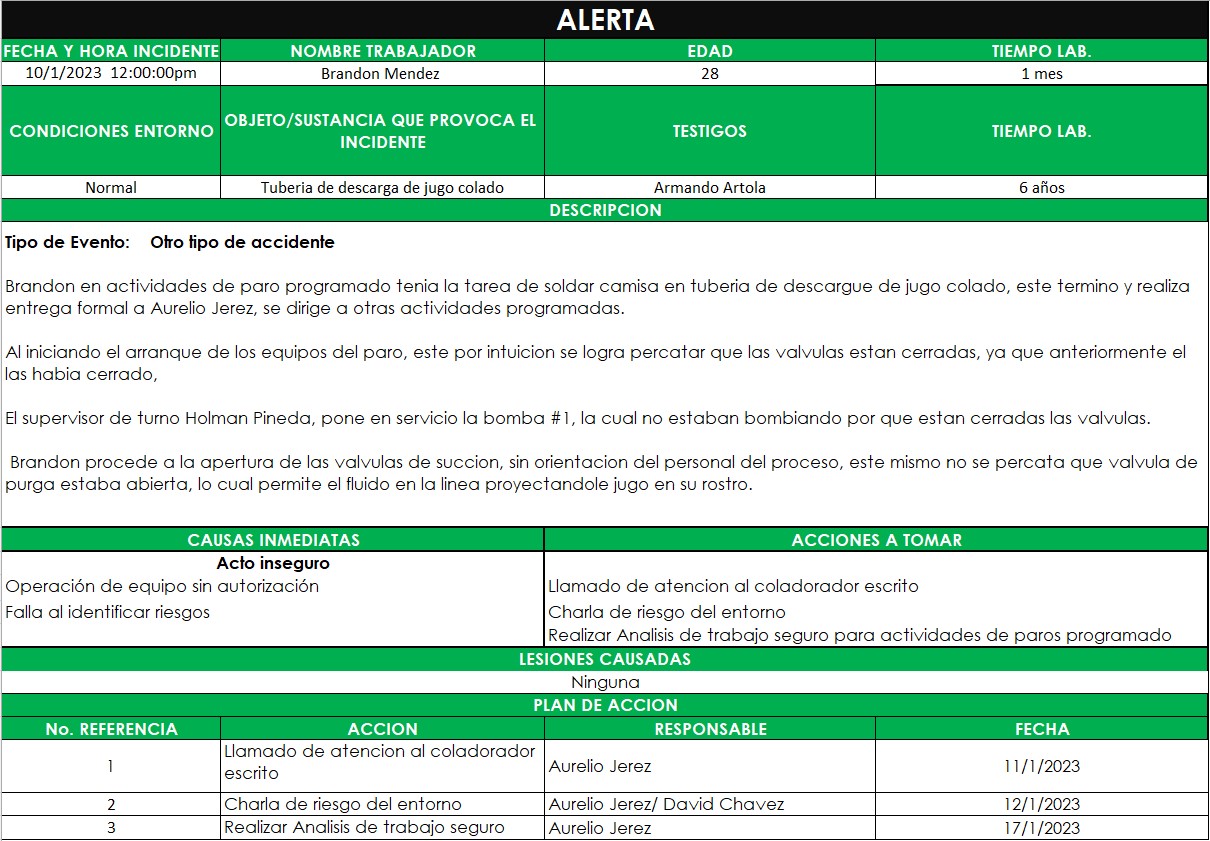 ALERTA
FECHA Y HORA INCIDENTE NOMBRE TRABAJADOR EDAD TIEMPO LAB.
10/1/2023 12:00:00pm Brandon Mendez 28 1 mes
CONDICIONES ENTORNO OBJETO/SUSTANCIA QUE PROVOCA EL INCIDENTE TESTIGOS TIEMPO LAB.
Normal Tuberia de descarga de jugo colado Armando Artola 6 años
DESCRIPCION
Tipo de Evento: Otro tipo de accidente
Brandon en actividades de paro programado tenia la tarea de soldar camisa en tuberia de descargue de jugo colado, este termino y realiza
entrega formal a Aurelio Jerez, se dirige a otras actividades programadas.
Al iniciando el arranque de los equipos del paro, este por intuicion se logra percatar que las valvulas estan cerradas, ya que anteriormente el
las habia cerrado,
El supervisor de turno Holman Pineda, pone en servicio la bomba #1, la cual no estaban bombiando por que estan cerradas las valvulas.
Brandon procede a la apertura de las valvulas de succion, sin orientacion del personal del proceso, este mismo no se percata que valvula de
purga estaba abierta, lo cual permite el fluido en la linea proyectandole jugo en su rostro.
CAUSAS INMEDIATAS ACCIONES A TOMAR
Acto inseguro
Operación de equipo sin autorización Llamado de atencion al coladorador escrito
Falla al identificar riesgos Charla de riesgo del entorno
Realizar Analisis de trabajo seguro para actividades de paros programado
LESIONES CAUSADAS
Ninguna
PLAN DE ACCION
No. REFERENCIA ACCION RESPONSABLE FECHA
1 Llamado de atencion al coladorador escrito Aurelio Jerez 11/1/2023
2 Charla de riesgo del entorno Aurelio Jerez/ David Chavez 12/1/2023
3 Realizar Analisis de trabajo seguro Aurelio Jerez 17/1/2023